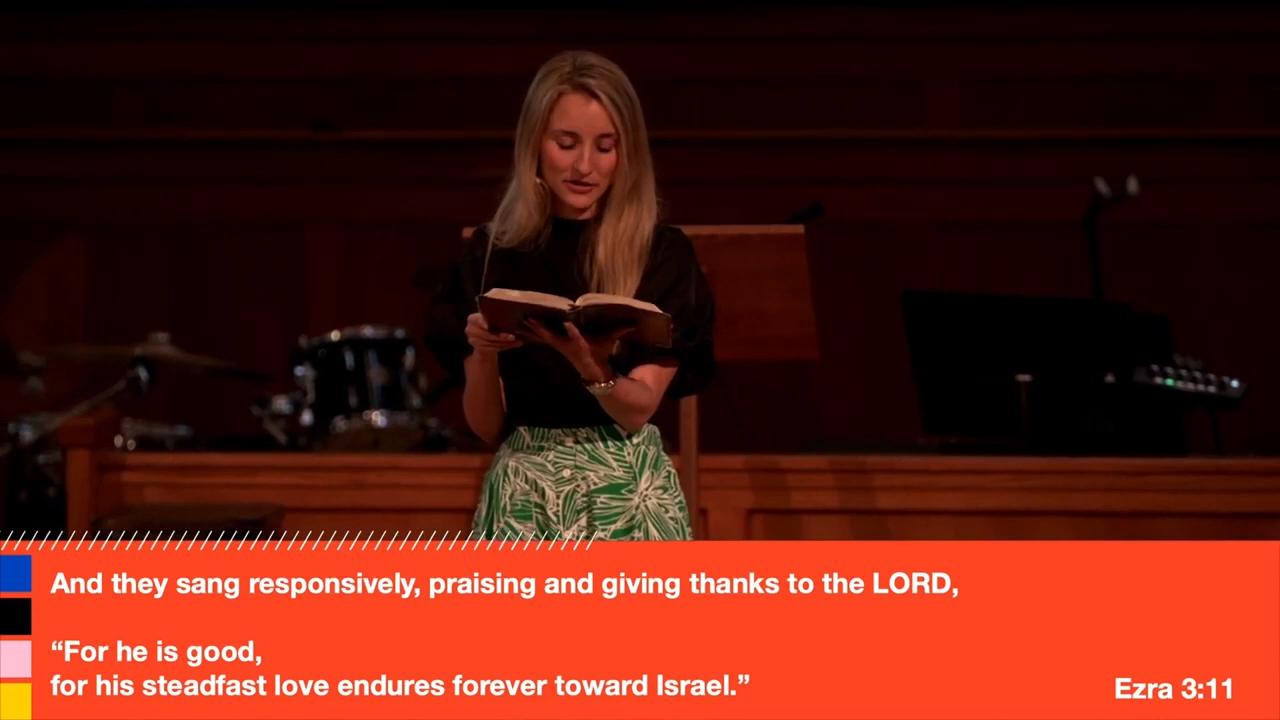 And they sang responsively, praising and giving thanks to the LORD,
“For he is good,
for his steadfast love endures forever toward Israel.”
Ezra 3:11